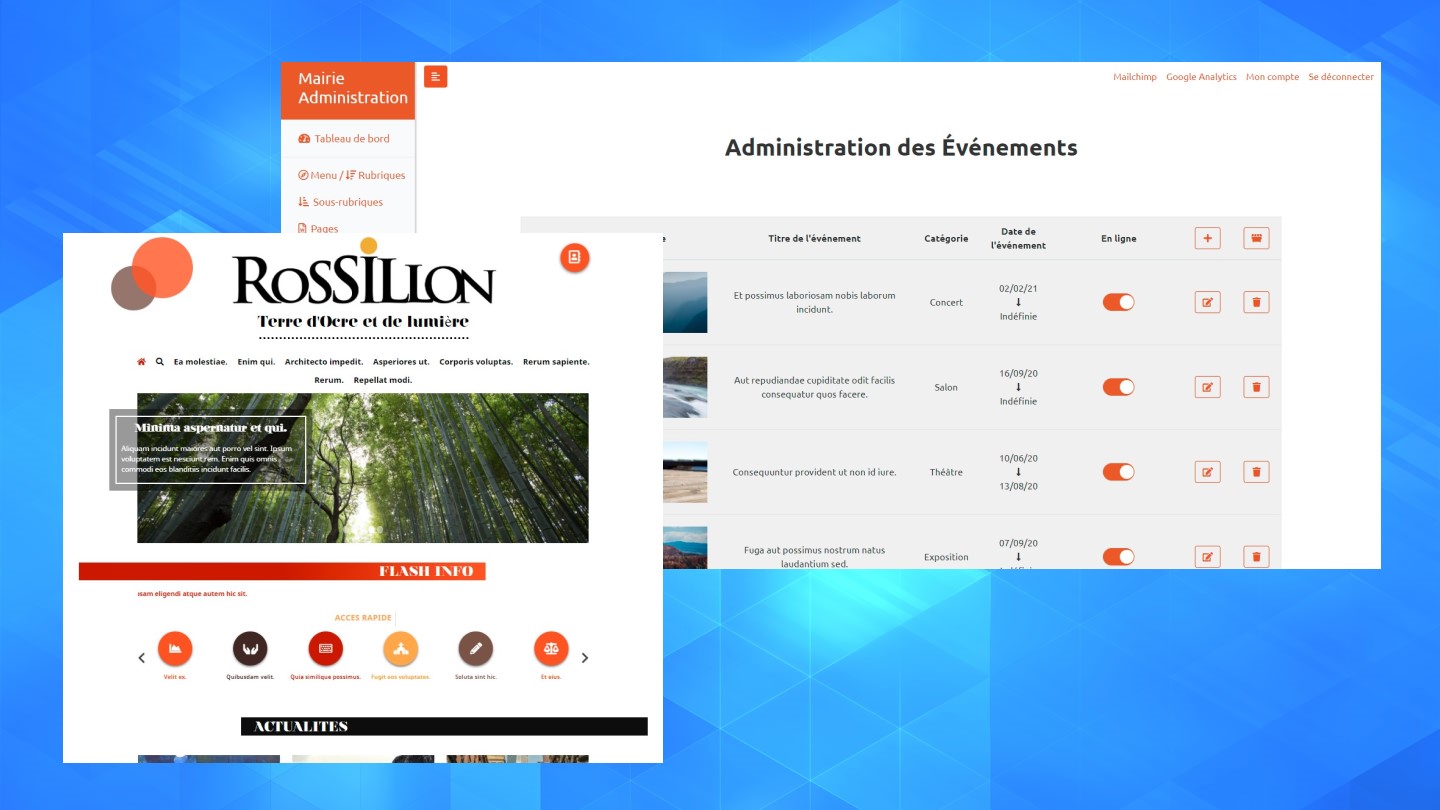 Mairie
Administration
Mailchimp Google Analytics Mon compte Se déconnecter
Tableau de bord
Menu / Rubriques
Sous-rubriques
Pages
Administration des Événements
Titre de l'événement Catégorie Date de l'événement En ligne
Et possimus laboriosam nobis laborum
incidunt.
Concert
02/02/21
Indéfinie
Aut repudiandae cupiditate odit facilis
consequatur quos facere.
Salon
16/09/20
Indéfinie
Consequuntur provident ut non id iure.
Théâtre
10/06/20
13/08/20
Fuga aut possimus nostrum natus
laudantium sed.
Exposition
07/09/20
ROSSILLON
Terre d'Ocre et de lumière
Ea molestiae. Enim qui. Architecto impedit. Asperiores ut. Corporis voluptas. Rerum sapiente.
Rerum. Repellat modi.
Minima aspernatur et qui.
Aliquam incidunt maiores aut porro vel sint. Ipsum
voluptatem est nesciunt rem. Enim quis omnis
commodi eos blanditiis incidunt facilis.
FLASH INFO
eligendi atque autem hic sit.
ACCES RAPIDE
Velit ex. Quibusdam velit. Quia similique possimus. Fugit eos voluptates. Soluta sint hic. Et eius.
ACTUALITES